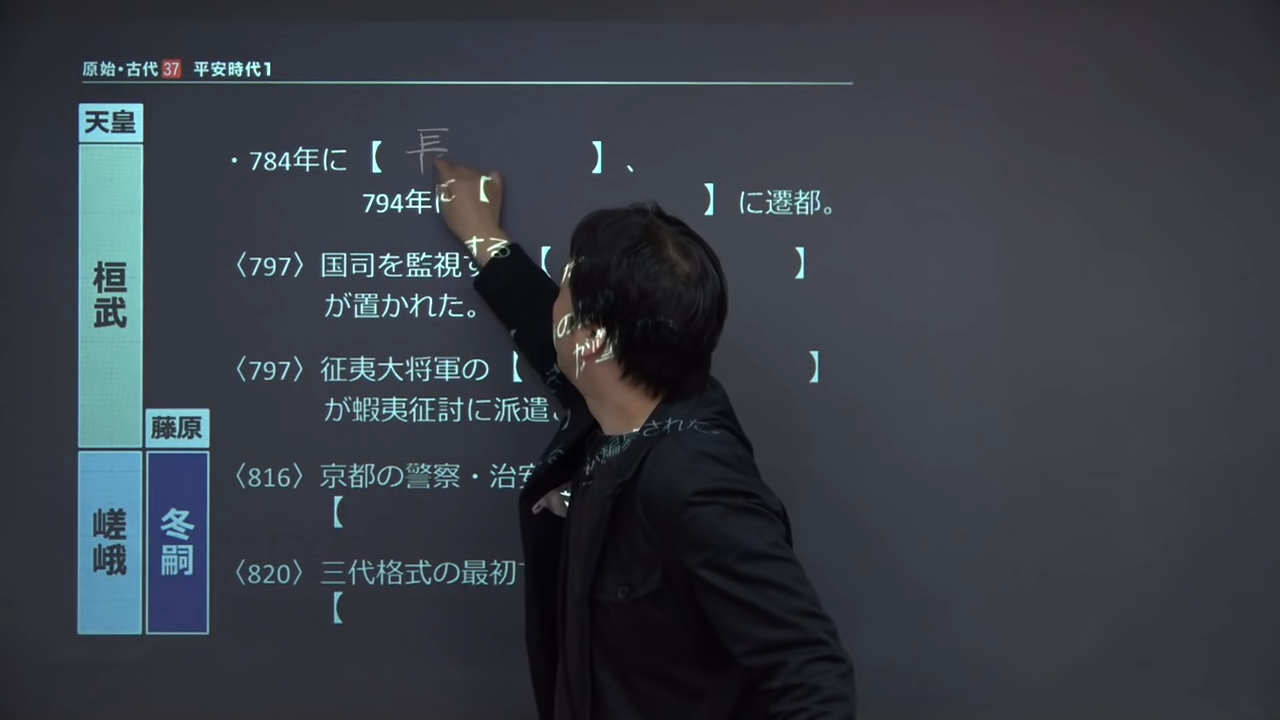 原始・古代37 平安時代1
天皇
・784年に【 長 】、
794年に【 】に遷都。
桓武
〈797〉国司を監視する【 】
が置かれた。
〈797〉征夷大将軍の【 】
が蝦夷征討に派遣さ
藤原
嵯峨
冬嗣
〈816〉京都の警察・治安
【
〈820〉三代格式の最初
【